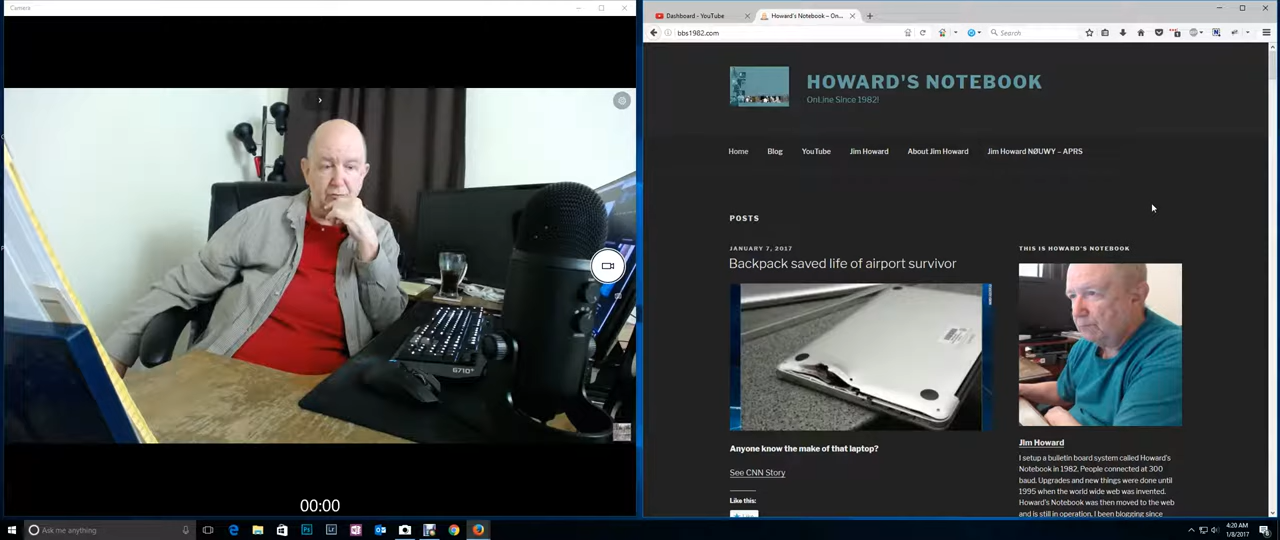 Camera
Dashboard - YouTube
Howard's Notebook – On...
bbs1982.com
Search
HOWARD'S NOTEBOOK
OnLine Since 1982!
Home
Blog
YouTube
Jim Howard
About Jim Howard
Jim Howard NØUWY – APRS
POSTS
JANUARY 7, 2017
Backpack saved life of airport survivor
THIS IS HOWARD'S NOTEBOOK
Anyone know the make of that laptop?
See CNN Story
Like this:
Jim Howard
I setup a bulletin board system called Howard's
Notebook in 1982. People connected at 300
baud. Upgrades and new things were done until
1995 when the world wide web was invented.
Howard's Notebook was then moved to the web
and is still in operation. I been blogging since
G710+
00:00
Ask me anything
4:20 AM
1/8/2017